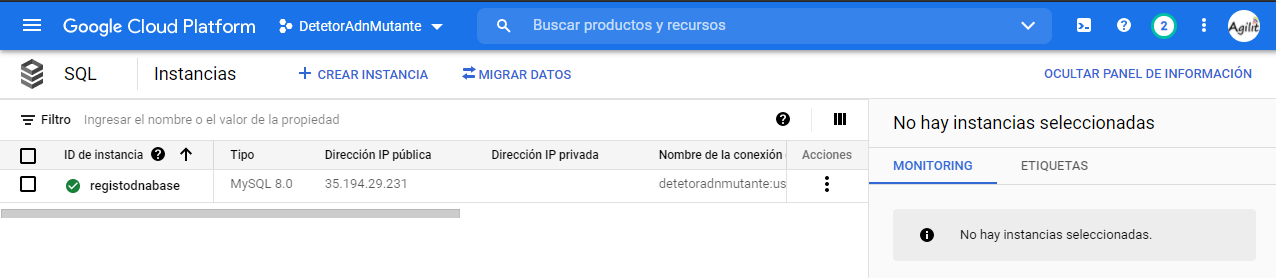 Google Cloud Platform DetetorAdnMutante Buscar productos y recursos 2 Agilit
SQL Instancias CREAR INSTANCIA MIGRAR DATOS OCULTAR PANEL DE INFORMACIÓN
Filtro Ingresar el nombre o el valor de la propiedad
ID de instancia Tipo Dirección IP pública Dirección IP privada Nombre de la conexión Acciones
registodnabase MySQL 8.0 35.194.29.231 detetoradnmutante:us
No hay instancias seleccionadas
MONITORING ETIQUETAS
No hay instancias seleccionadas.